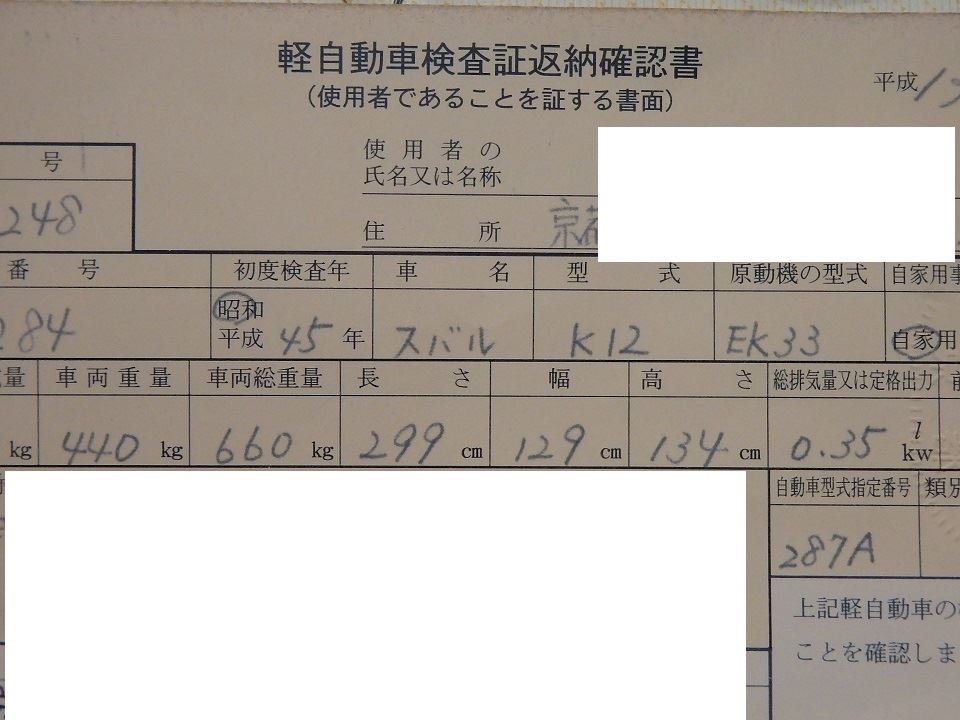 軽自動車検査証返納確認書
平成 1
（使用者であることを証する書面）
号
使用者の
氏名又は名称
248
住所 京都
番号 初度検査年 車名 型式 原動機の型式 自家用事
284 昭和 平成 45 年 スバル K12 EK33 自家用
量 車両重量 車両総重量 長さ 幅 高さ 総排気量又は定格出力 前
kg 440 kg 660 kg 299 cm 129 cm 134 cm 0.35 l kw
自動車型式指定番号 類別
287A
上記軽自動車の
ことを確認しま